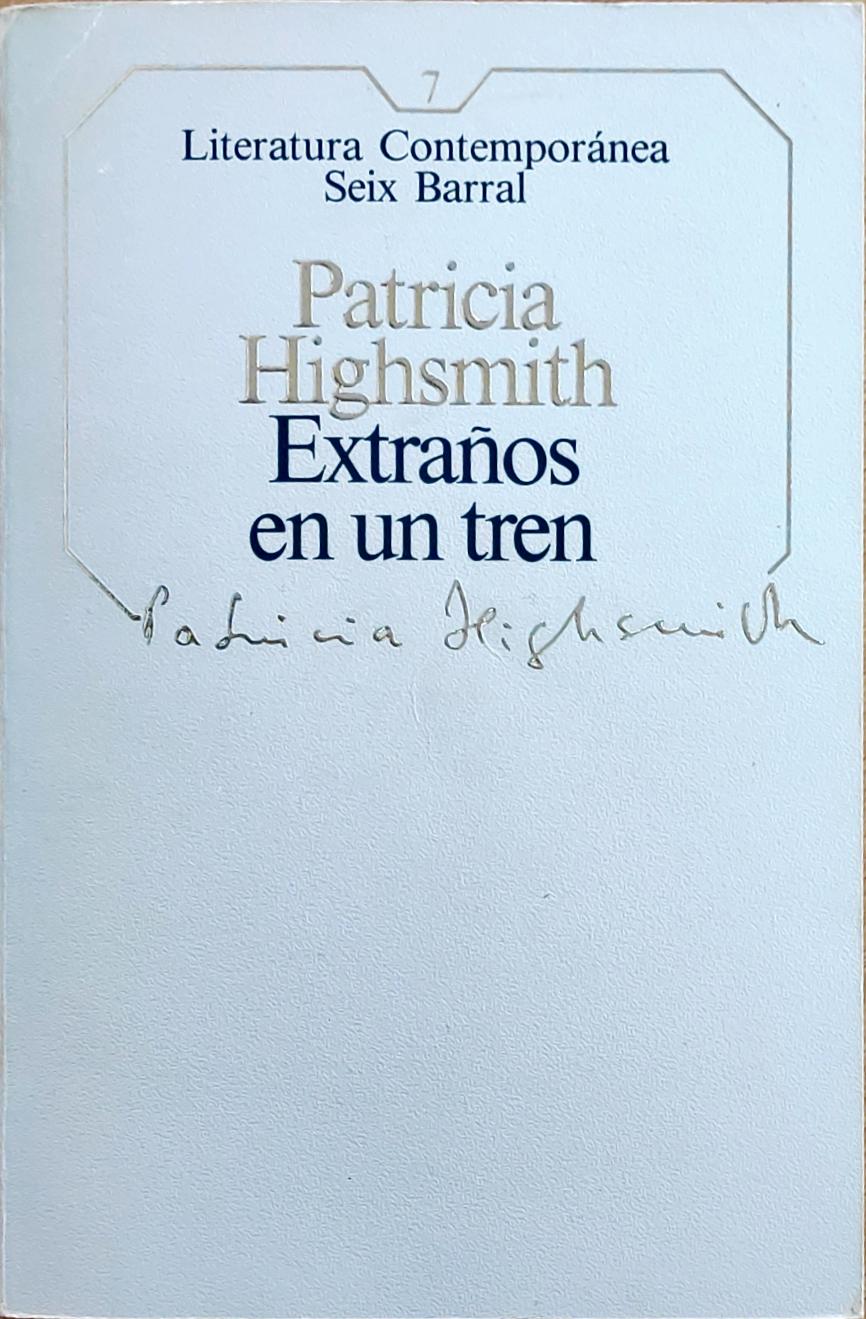 7
Literatura Contemporánea
Seix Barral
Patricia
Highsmith
Extraños
en un tren
Patricia Highsmith